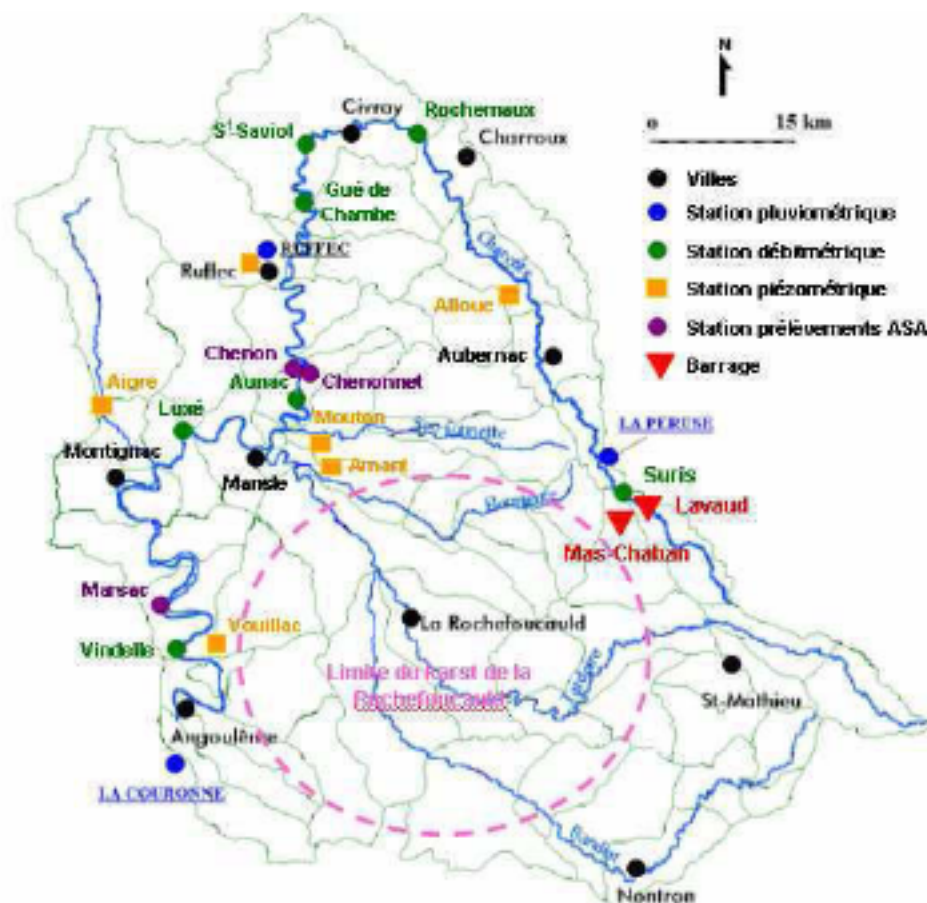 N
0 15 km
Villes
Station pluviométrique
Station débitmétrique
Station piézométrique
Station prélèvements ASA
Barrage
Civray
Rochemaux
St Saviol
Charroux
Gué de
Chambe
RUFFEC
Ruffec
Charente
Alloue
Chenon
Aubernac
Chenonnet
Aigre
Aunac
Luxé
Mouton
LA PERUSE
Montignac
Amant
Mansle
Suris
Lavaud
Mas-Chaban
Marsac
La Rochefoucauld
Vouillac
Vindelle
Limite du karst de la
Rochefoucauld
St-Mathieu
Angoulême
LA COURONNE
Bandiat
Nontron